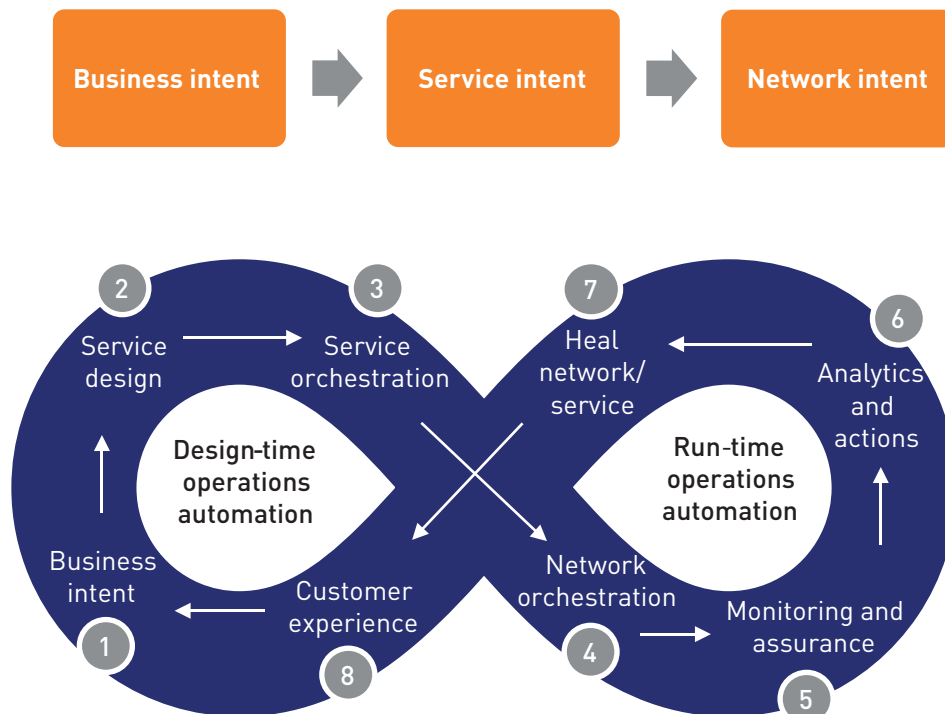 Business intent
Service intent
Network intent
2
3
7
6
Service
design
Service
orchestration
Heal
network/
service
Analytics
and
actions
Design-time
operations
automation
Run-time
operations
automation
Business
intent
Customer
experience
Network
orchestration
Monitoring and
assurance
1
8
4
5